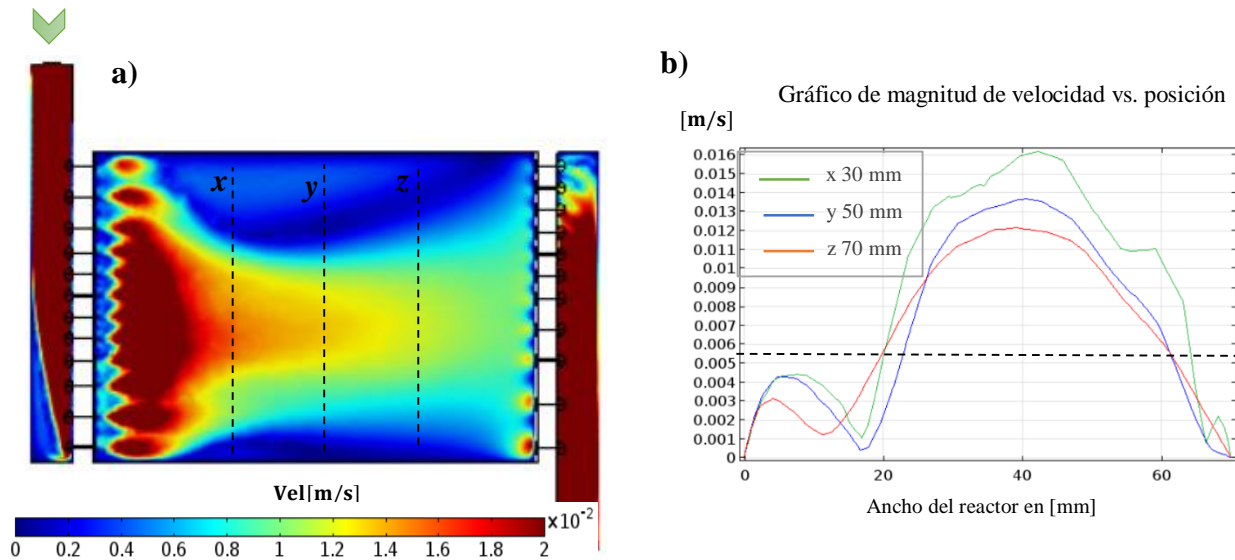 a)
x
y
z
Vel[m/s]
×10⁻²
0 0.2 0.4 0.6 0.8 1 1.2 1.4 1.6 1.8 2
b)
Gráfico de magnitud de velocidad vs. posición
[m/s]
0.016
0.015
0.014
0.013
0.012
0.011
0.01
0.009
0.008
0.007
0.006
0.005
0.004
0.003
0.002
0.001
0
x 30 mm
y 50 mm
z 70 mm
0 20 40 60
Ancho del reactor en [mm]